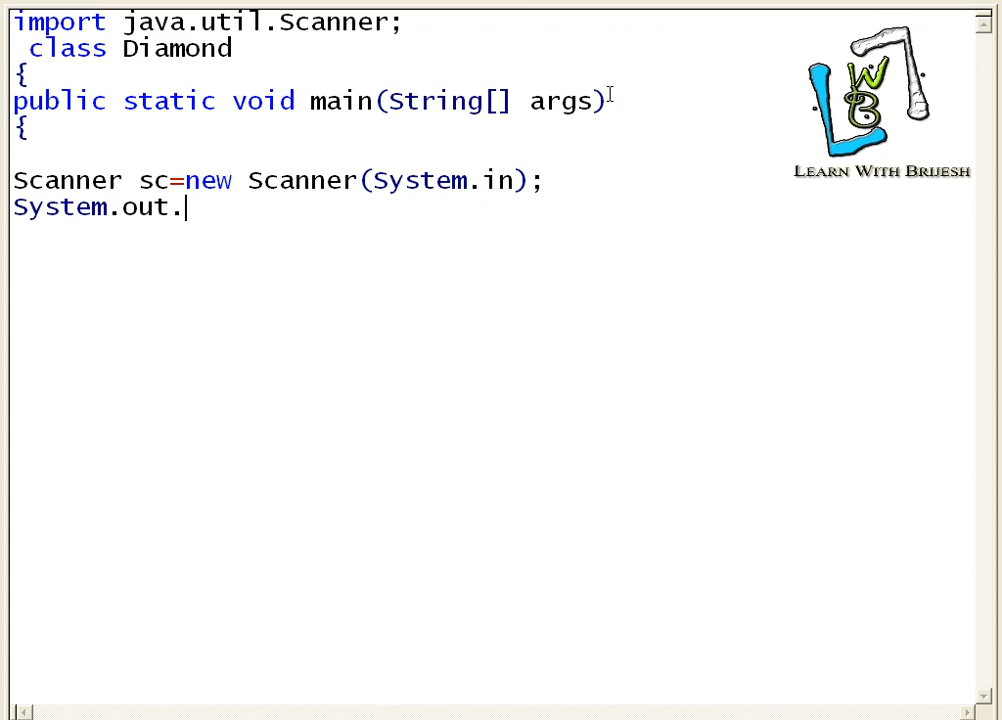 import java.util.Scanner;
class Diamond
{
public static void main(String[] args)
{
Scanner sc=new Scanner(System.in);
System.out.
LWB
LEARN WITH BRIJESH